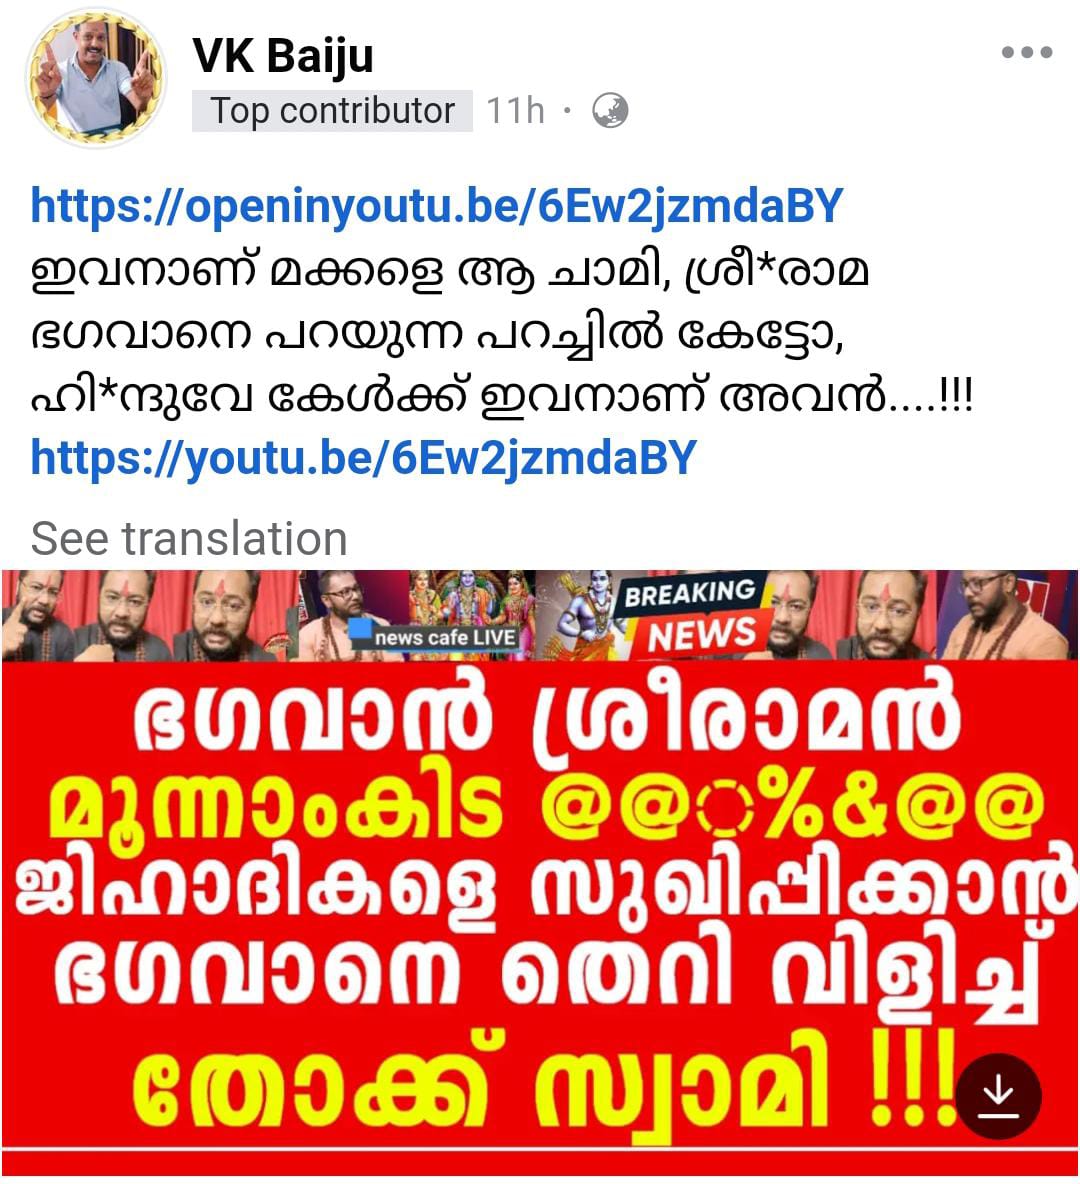 VK Baiju
Top contributor 11h ·
https://openinyoutu.be/6Ew2jzmdaBY
ഇവനാണ് മക്കളെ ആ ചാമി, ശ്രീ*രാമ
ഭഗവാനെ പറയുന്ന പറച്ചിൽ കേട്ടോ,
ഹി*ന്ദുവേ കേൾക്ക് ഇവനാണ് അവൻ....!!!
https://youtu.be/6Ew2jzmdaBY
See translation
news cafe LIVE
BREAKING
NEWS
ഭഗവാൻ ശ്രീരാമൻ
മൂന്നാംകിട @@ു%&@@
ജിഹാദികളെ സുഖിപ്പിക്കാൻ
ഭഗവാനെ തെറി വിളിച്ച്
തോക്ക് സ്വാമി !!!